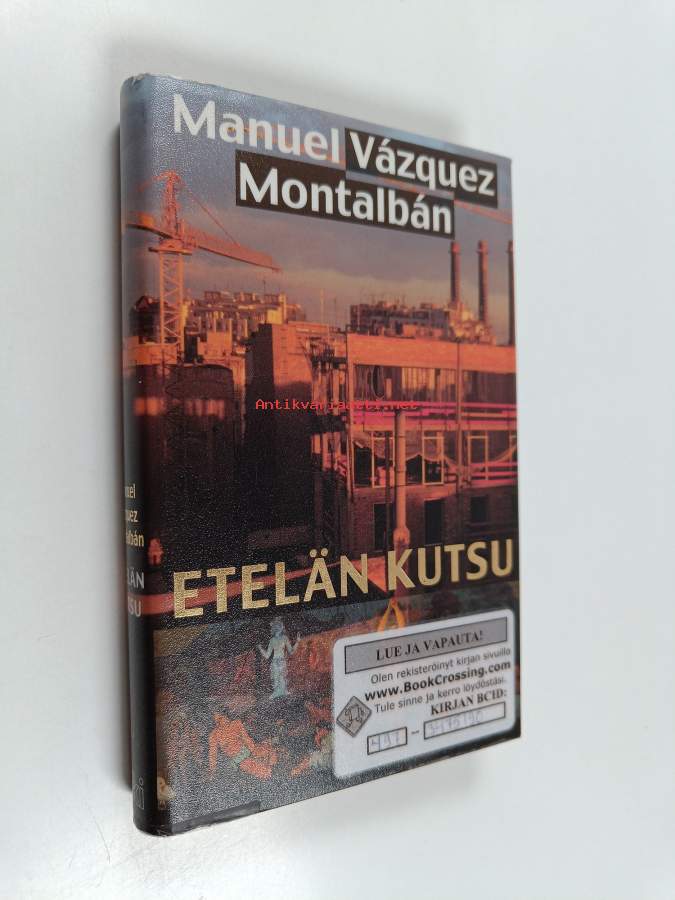 Manuel Vázquez
Montalbán
Antikvariaatti.net
ETELÄN KUTSU
LUE JA VAPAUTA!
Olen rekisteröinyt kirjan sivuilla
www.BookCrossing.com
Tule sinne ja kerro löydöstäsi.
KIRJAN BCID: